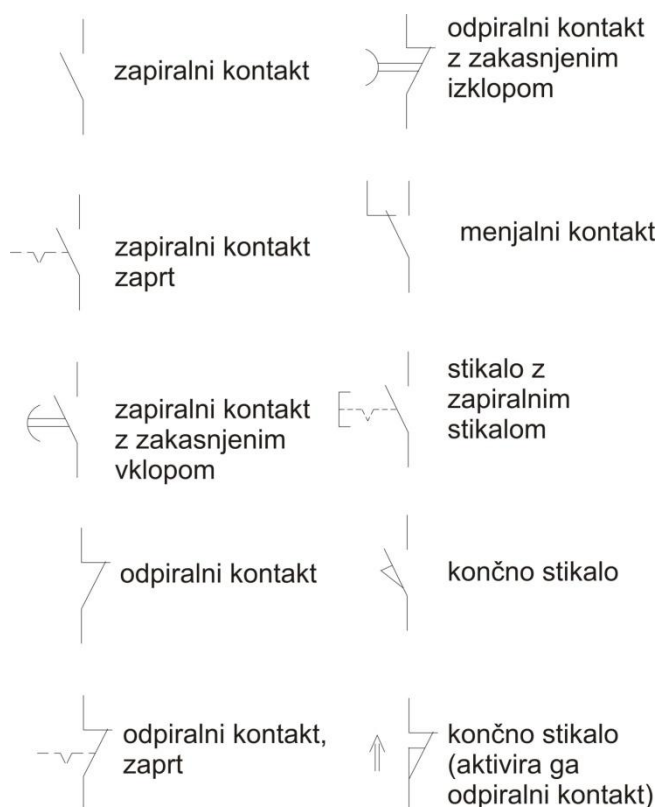 zapiralni kontakt
zapiralni kontakt
zaprt
zapiralni kontakt
z zakasnjenim
vklopom
odpiralni kontakt
odpiralni kontakt,
zaprt
odpiralni kontakt
z zakasnjenim
izklopom
menjalni kontakt
stikalo z
zapiralnim
stikalom
končno stikalo
končno stikalo
(aktivira ga
odpiralni kontakt)